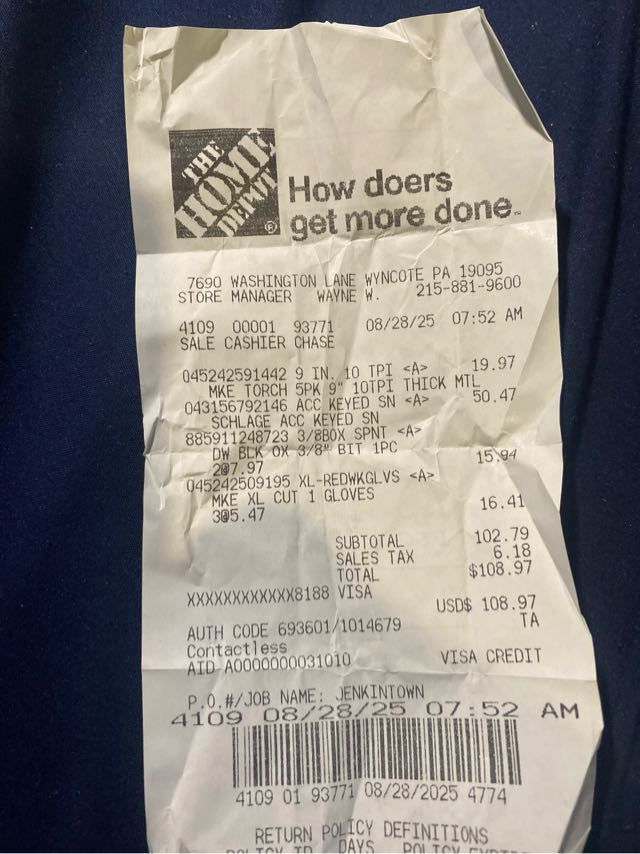 THE
HOME
DEPOT
®
How doers
get more done™
7690 WASHINGTON LANE WYNCOTE PA 19095
STORE MANAGER WAYNE W. 215-881-9600
4109 00001 93771 08/28/25 07:52 AM
SALE CASHIER CHASE
045242591442 9 IN. 10 TPI <A> 19.97
MKE TORCH 5PK 9" 10TPI THICK MTL
043156792146 ACC KEYED SN <A> 50.47
SCHLAGE ACC KEYED SN
885911248723 3/8BOX SPNT <A>
DW BLK OX 3/8" BIT 1PC
2@7.97 15.94
045242509195 XL-REDWKGLVS <A>
MKE XL CUT 1 GLOVES
3@5.47 16.41
SUBTOTAL 102.79
SALES TAX 6.18
TOTAL $108.97
XXXXXXXXXXXX8188 VISA
USD$ 108.97
AUTH CODE 693601/1014679 TA
Contactless
AID A0000000031010 VISA CREDIT
P.O.#/JOB NAME: JENKINTOWN
4109 08/28/25 07:52 AM
4109 01 93771 08/28/2025 4774
RETURN POLICY DEFINITIONS
POLICY ID DAYS POLICY